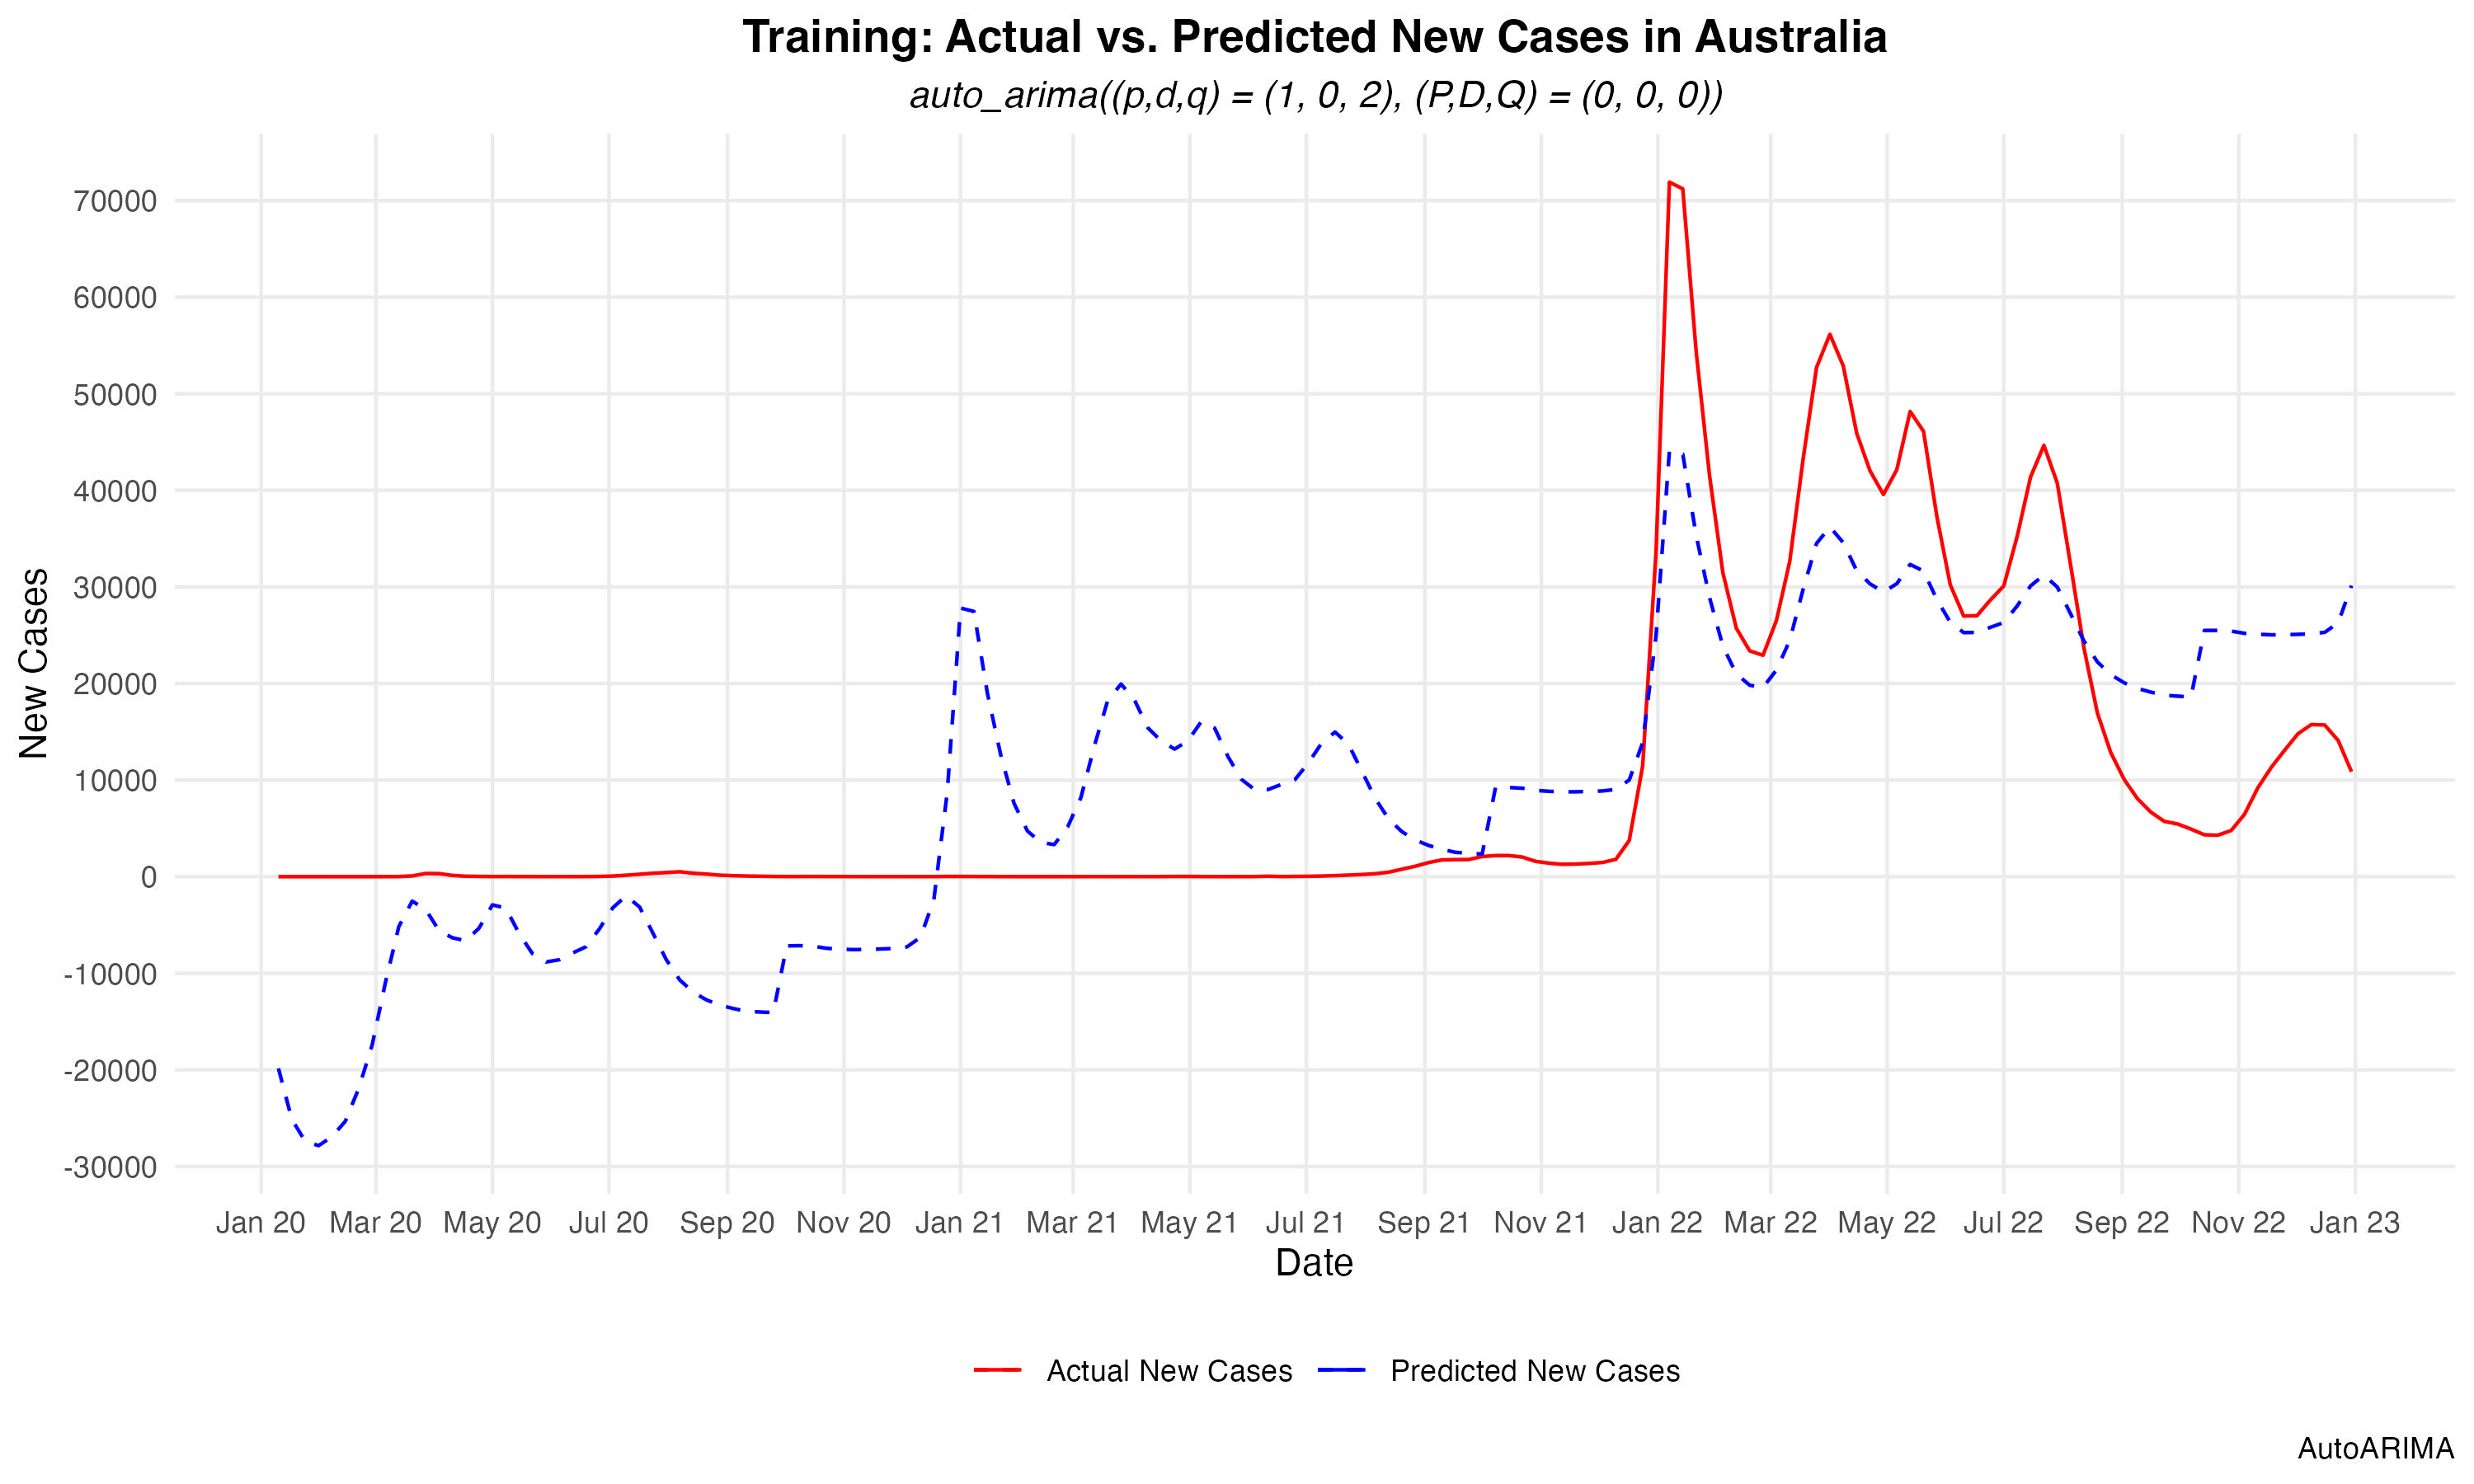 Training: Actual vs. Predicted New Cases in Australia
auto_arima((p,d,q) = (1, 0, 2), (P,D,Q) = (0, 0, 0))
New Cases
70000
60000
50000
40000
30000
20000
10000
0
-10000
-20000
-30000
Jan 20 Mar 20 May 20 Jul 20 Sep 20 Nov 20 Jan 21 Mar 21 May 21 Jul 21 Sep 21 Nov 21 Jan 22 Mar 22 May 22 Jul 22 Sep 22 Nov 22 Jan 23
Date
Actual New Cases Predicted New Cases
AutoARIMA